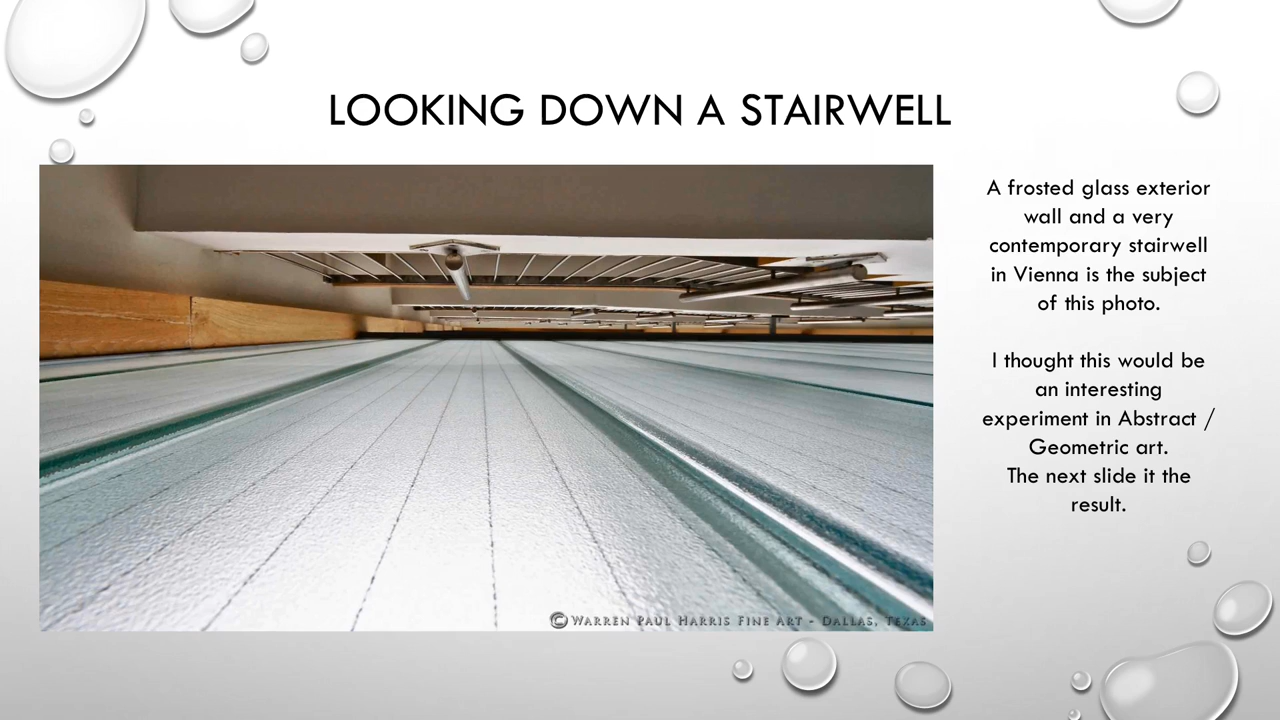 LOOKING DOWN A STAIRWELL
A frosted glass exterior
wall and a very
contemporary stairwell
in Vienna is the subject
of this photo.
I thought this would be
an interesting
experiment in Abstract /
Geometric art.
The next slide it the
result.
© WARREN PAUL HARRIS FINE ART - DALLAS, TEXAS